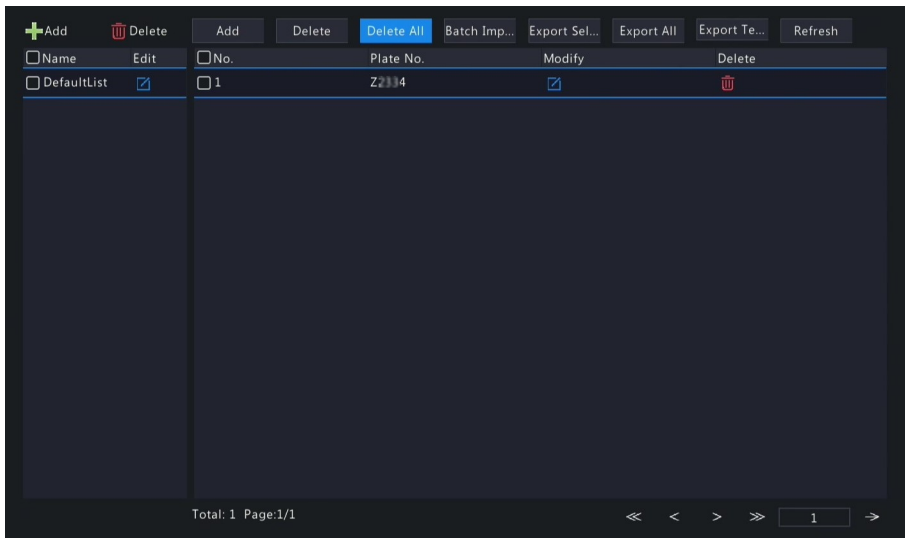 Add Delete Add Delete Delete All Batch Imp... Export Sel... Export All Export Te... Refresh
Name Edit No. Plate No. Modify Delete
DefaultList 1
Total: 1 Page:1/1 1